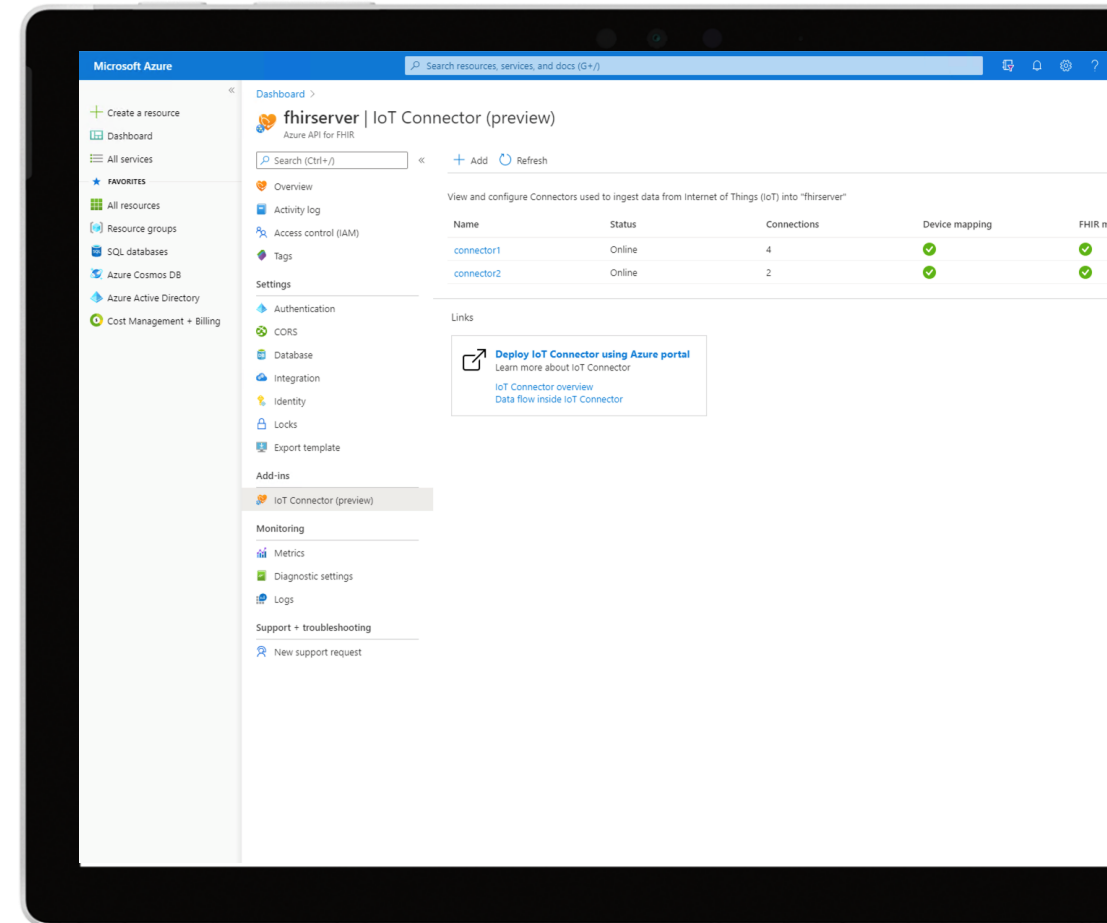 Microsoft Azure
Search resources, services, and docs (G+/)
?
«
Create a resource
Dashboard
All services
FAVORITES
All resources
Resource groups
SQL databases
Azure Cosmos DB
Azure Active Directory
Cost Management + Billing
Dashboard >
fhirserver | IoT Connector (preview)
Azure API for FHIR
Search (Ctrl+/)
«
Overview
Activity log
Access control (IAM)
Tags
Settings
Authentication
CORS
Database
Integration
Identity
Locks
Export template
Add-ins
IoT Connector (preview)
Monitoring
Metrics
Diagnostic settings
Logs
Support + troubleshooting
New support request
+ Add Refresh
View and configure Connectors used to ingest data from Internet of Things (IoT) into "fhirserver"
Name Status Connections Device mapping FHIR m
connector1 Online 4
connector2 Online 2
Links
Deploy IoT Connector using Azure portal
Learn more about IoT Connector
IoT Connector overview
Data flow inside IoT Connector